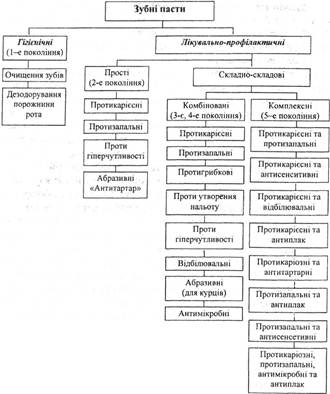 Зубні пасти
Гігієнічні
(1–е покоління)
Лікувально-профілактичні
Очищення зубів
Дезодорування
порожнини
рота
Прості
(2-е покоління)
Протикарієсні
Протизапальні
Проти
гіперчутливості
Абразивні
«Антитартар»
Складно-складові
Комбіновані
(3-є, 4-е покоління)
Протикарієсні
Протизапальні
Протигрибкові
Проти утворення
нальоту
Проти
гіперчутливості
Відбілювальні
Абразивні
(для курців)
Антимікробні
Комплексні
(5–е покоління)
Протикарієсні та
протизапальні
Протикарієсні та
антисенситивні
Протикарієсні та
відбілювальні
Протикарієсні та
антиплак
Протикаріозні та
антитартарні
Протизапальні та
антиплак
Протизапальні та
антисенсетивні
Протикаріозні,
протизапальні,
антимікробні та
антиплак